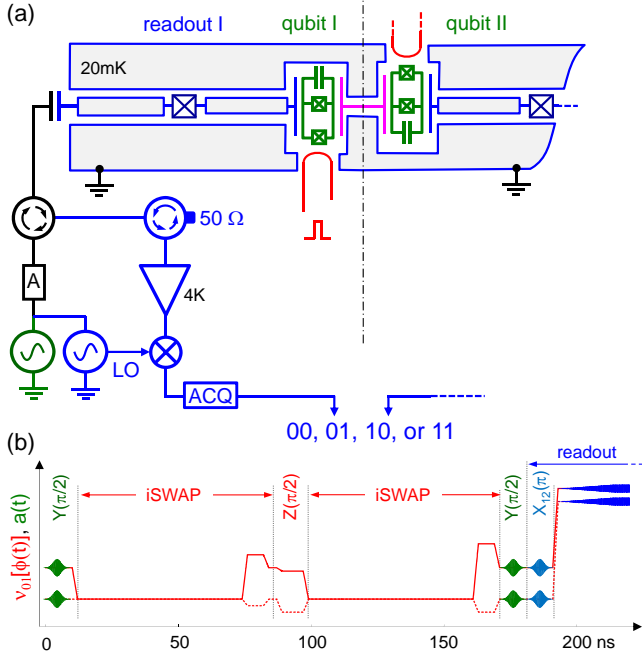 (a)
readout I
qubit I
qubit II
20mK
50 Ω
A
4K
LO
ACQ
00, 01, 10, or 11
(b)
readout
ν01[ϕ(t)], a(t)
Y(π/2)
iSWAP
Z(π/2)
iSWAP
Y(π/2)
X12(π)
0
50
100
150
200 ns